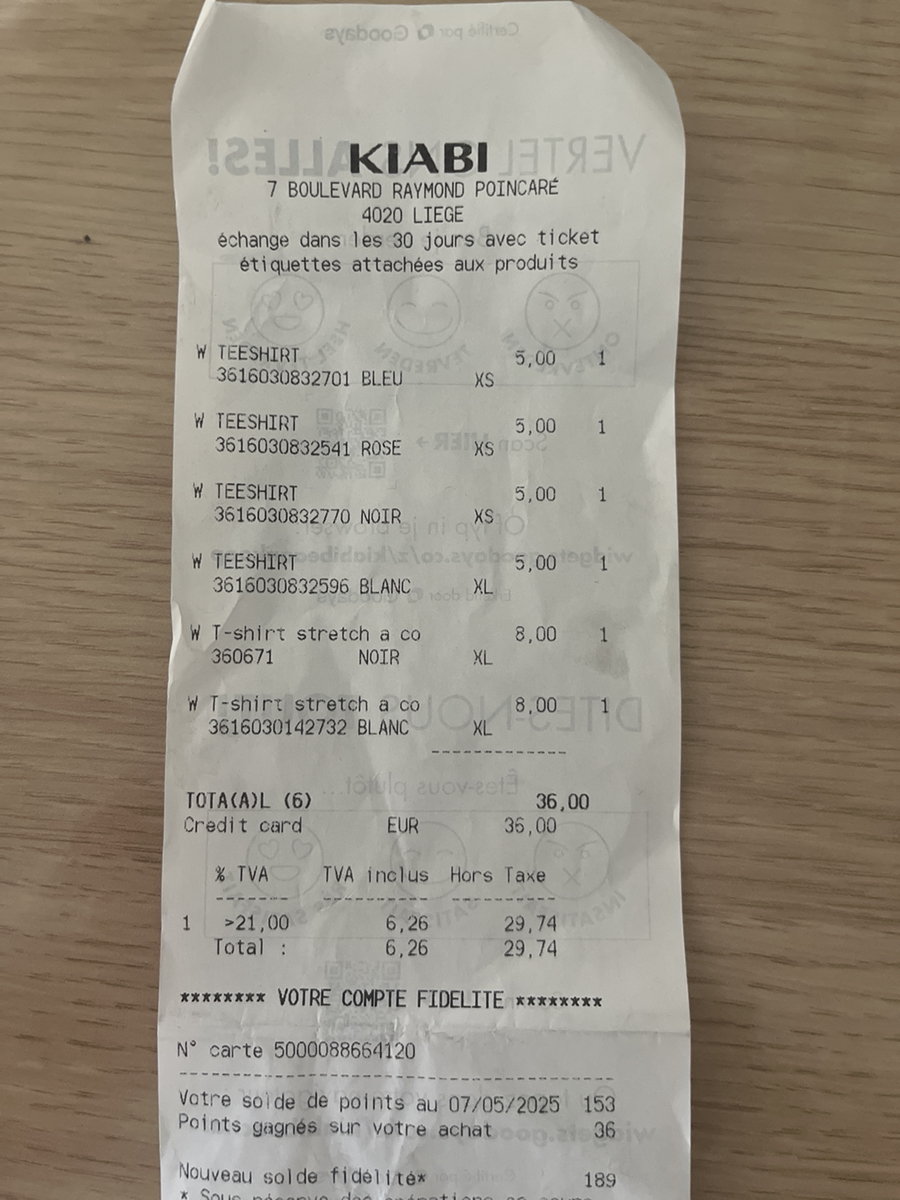 KIABI
7 BOULEVARD RAYMOND POINCARÉ
4020 LIEGE
échange dans les 30 jours avec ticket
étiquettes attachées aux produits
W TEESHIRT 5,00 1
3616030832701 BLEU XS
W TEESHIRT 5,00 1
3616030832541 ROSE XS
W TEESHIRT 5,00 1
3616030832770 NOIR XS
W TEESHIRT 5,00 1
3616030832596 BLANC XL
W T-shirt stretch a co 8,00 1
360671 NOIR XL
W T-shirt stretch a co 8,00 1
3616030142732 BLANC XL
-------------
TOTA(A)L (6) 36,00
Credit card EUR 36,00
% TVA TVA inclus Hors Taxe
------- ---------- ----------
1 >21,00 6,26 29,74
Total : 6,26 29,74
******** VOTRE COMPTE FIDELITE ********
N° carte 5000088664120
-----------------------------------------
Votre solde de points au 07/05/2025 153
Points gagnés sur votre achat 36
Nouveau solde fidélité* 189
* Sous réserve des